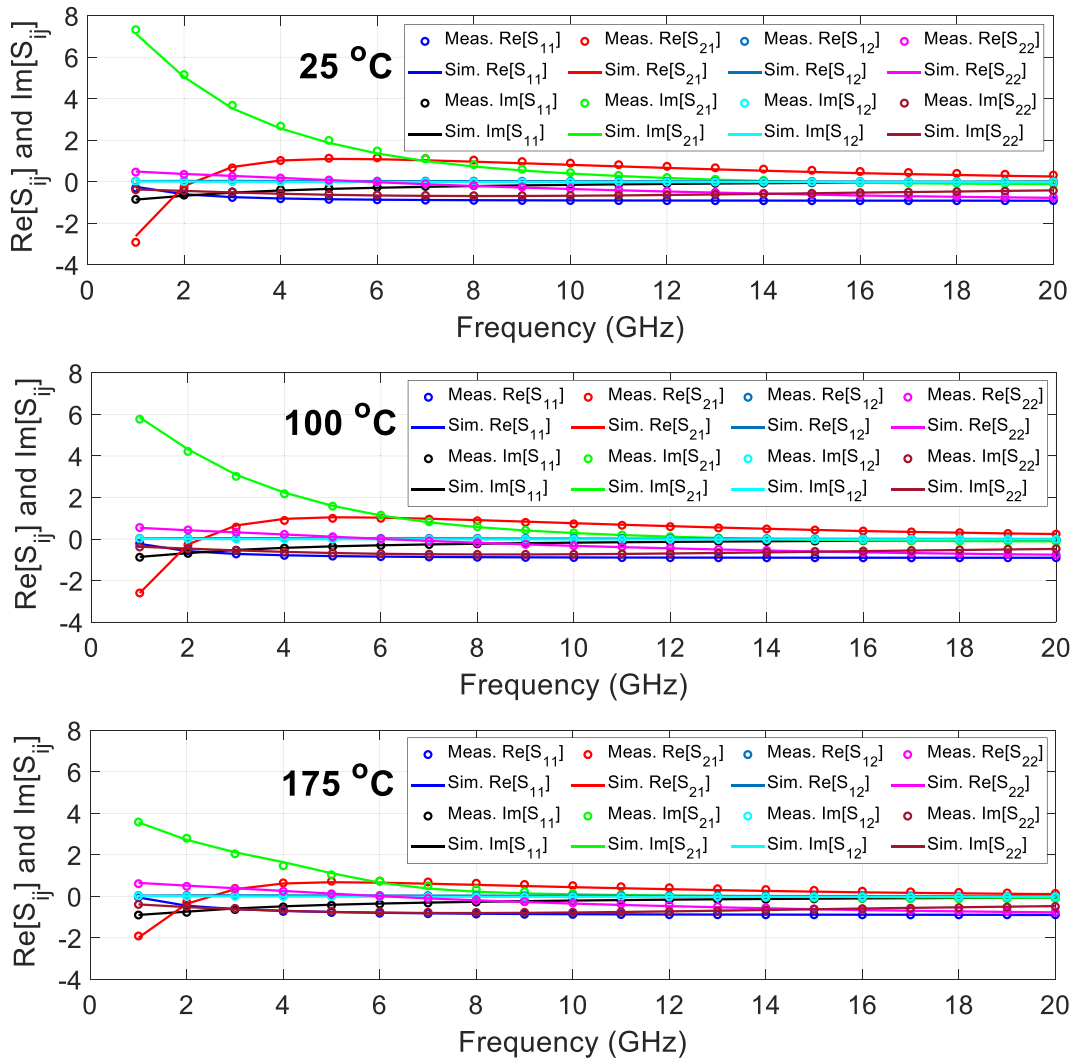 25 °C
Meas. Re[S11] Meas. Re[S21] Meas. Re[S12] Meas. Re[S22]
Sim. Re[S11] Sim. Re[S21] Sim. Re[S12] Sim. Re[S22]
Meas. Im[S11] Meas. Im[S21] Meas. Im[S12] Meas. Im[S22]
Sim. Im[S11] Sim. Im[S21] Sim. Im[S12] Sim. Im[S22]
Re[Sij] and Im[Sij]
8
6
4
2
0
-2
-4
0 2 4 6 8 10 12 14 16 18 20
Frequency (GHz)
100 °C
Meas. Re[S11] Meas. Re[S21] Meas. Re[S12] Meas. Re[S22]
Sim. Re[S11] Sim. Re[S21] Sim. Re[S12] Sim. Re[S22]
Meas. Im[S11] Meas. Im[S21] Meas. Im[S12] Meas. Im[S22]
Sim. Im[S11] Sim. Im[S21] Sim. Im[S12] Sim. Im[S22]
Re[Sij] and Im[Sij]
8
6
4
2
0
-2
-4
0 2 4 6 8 10 12 14 16 18 20
Frequency (GHz)
175 °C
Meas. Re[S11] Meas. Re[S21] Meas. Re[S12] Meas. Re[S22]
Sim. Re[S11] Sim. Re[S21] Sim. Re[S12] Sim. Re[S22]
Meas. Im[S11] Meas. Im[S21] Meas. Im[S12] Meas. Im[S22]
Sim. Im[S11] Sim. Im[S21] Sim. Im[S12] Sim. Im[S22]
Re[Sij] and Im[Sij]
8
6
4
2
0
-2
-4
0 2 4 6 8 10 12 14 16 18 20
Frequency (GHz)